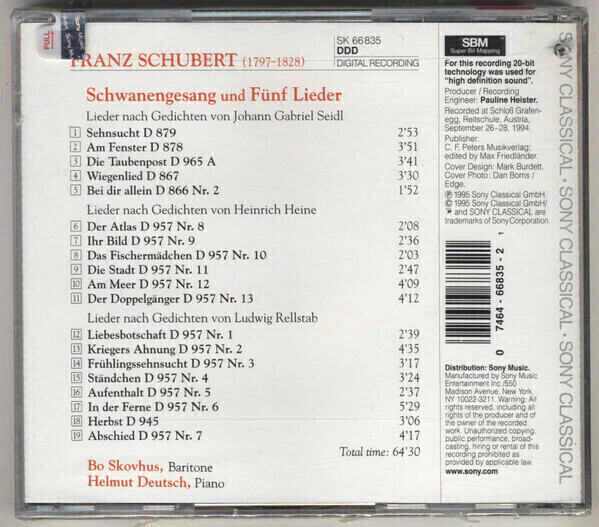 PULL
SK 66835
DDD
DIGITAL RECORDING
FRANZ SCHUBERT (1797–1828)
Schwanengesang und Fünf Lieder
Lieder nach Gedichten von Johann Gabriel Seidl
1 Sehnsucht D 879 2'53
2 Am Fenster D 878 3'51
3 Die Taubenpost D 965 A 3'41
4 Wiegenlied D 867 3'30
5 Bei dir allein D 866 Nr. 2 1'52
Lieder nach Gedichten von Heinrich Heine
6 Der Atlas D 957 Nr. 8 2'08
7 Ihr Bild D 957 Nr. 9 2'36
8 Das Fischermädchen D 957 Nr. 10 2'03
9 Die Stadt D 957 Nr. 11 2'47
10 Am Meer D 957 Nr. 12 4'09
11 Der Doppelgänger D 957 Nr. 13 4'12
Lieder nach Gedichten von Ludwig Rellstab
12 Liebesbotschaft D 957 Nr. 1 2'39
13 Kriegers Ahnung D 957 Nr. 2 4'35
14 Frühlingssehnsucht D 957 Nr. 3 3'17
15 Ständchen D 957 Nr. 4 3'24
16 Aufenthalt D 957 Nr. 5 2'37
17 In der Ferne D 957 Nr. 6 5'29
18 Herbst D 945 3'06
19 Abschied D 957 Nr. 7 4'17
Total time: 64'30
Bo Skovhus, Baritone
Helmut Deutsch, Piano
SBM
Super Bit Mapping
For this recording 20-bit
technology was used for
"high definition sound".
Producer / Recording
Engineer: Pauline Heister.
Recorded at Schloß Grafen-
egg, Reitschule, Austria,
September 26–28, 1994.
Publisher:
C. F. Peters Musikverlag;
edited by Max Friedländer.
Cover Design: Mark Burdett.
Cover Photo: Dan Borris /
Edge.
℗ 1995 Sony Classical GmbH.
© 1995 Sony Classical GmbH/
and SONY CLASSICAL are
trademarks of Sony Corporation.
0 7464-66835-2 1
Distribution: Sony Music.
Manufactured by Sony Music
Entertainment Inc./550
Madison Avenue, New York,
NY 10022-3211. Warning: All
rights reserved, including all
rights of the producer and of
the owner of the recorded
work. Unauthorized copying,
public performance, broad-
casting, hiring or rental of this
recording prohibited as
provided by applicable law.
www.sony.com
SONY CLASSICAL · SONY CLASSICAL · SONY CLASSICAL